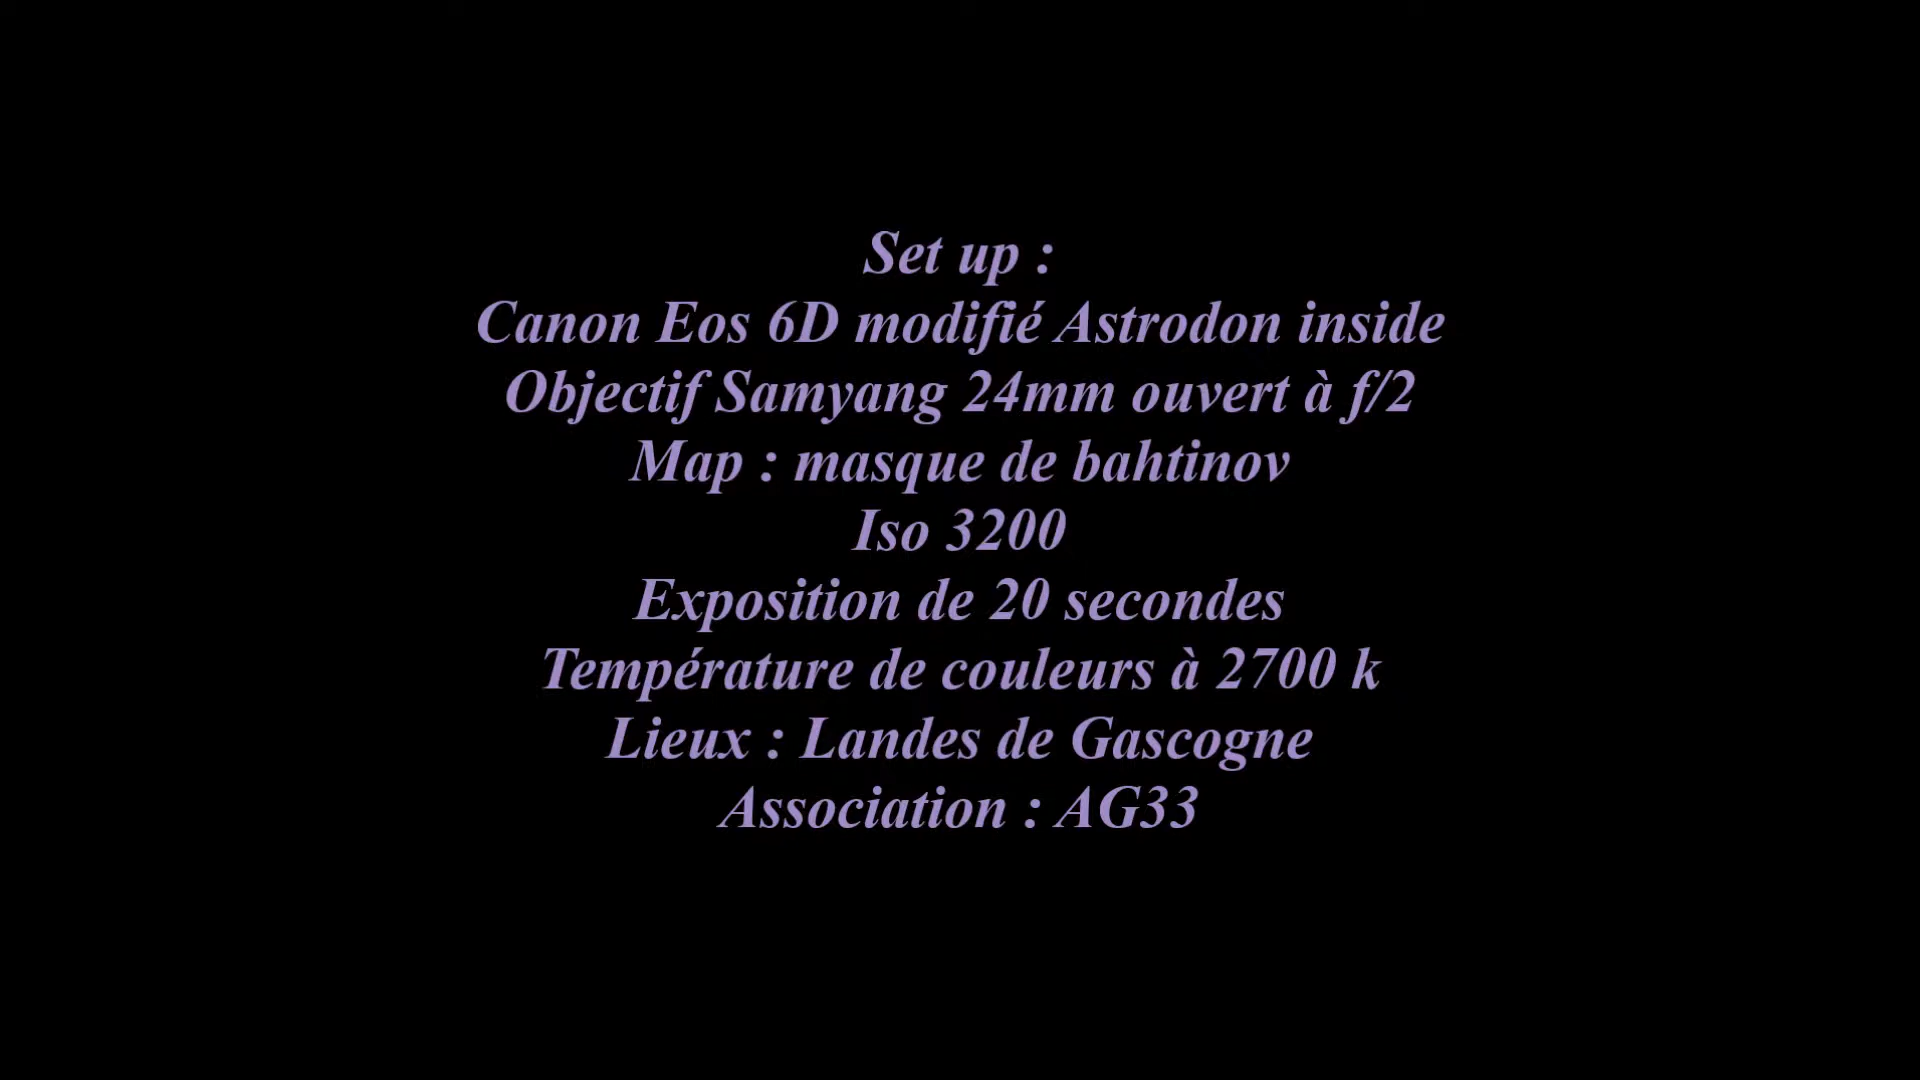 Set up :
Canon Eos 6D modifié Astrodon inside
Objectif Samyang 24mm ouvert à f/2
Map : masque de bahtinov
Iso 3200
Exposition de 20 secondes
Température de couleurs à 2700 k
Lieux : Landes de Gascogne
Association : AG33